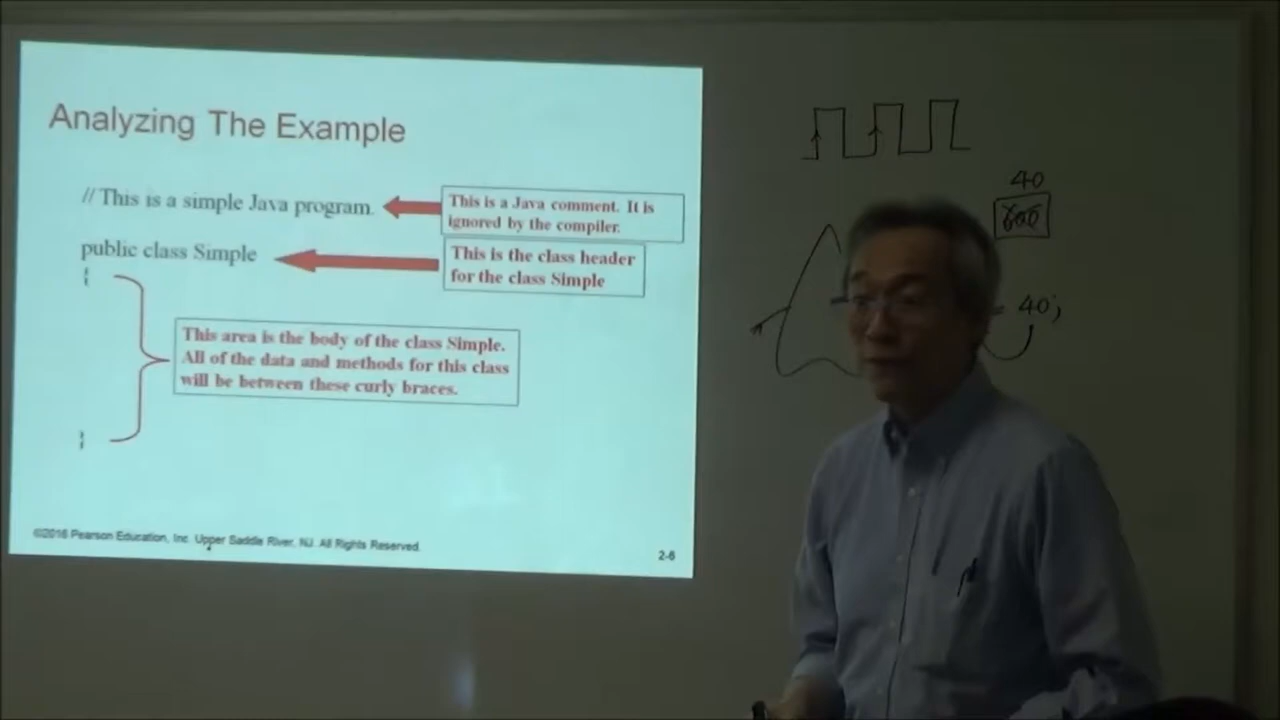 Analyzing The Example
// This is a simple Java program.
This is a Java comment. It is
ignored by the compiler.
public class Simple
This is the class header
for the class Simple
{
This area is the body of the class Simple.
All of the data and methods for this class
will be between these curly braces.
}
©2016 Pearson Education, Inc. Upper Saddle River, NJ. All Rights Reserved.
2-6
40
= 40;